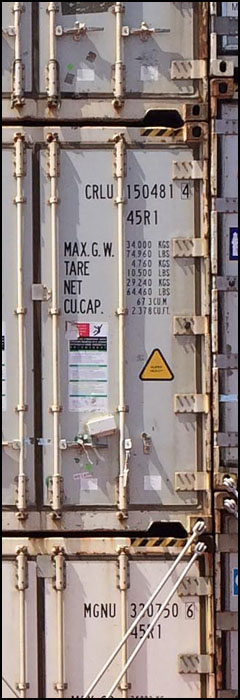 CRLU 150481 4
45R1
MAX.G.W. 34.000 KGS
74.960 LBS
TARE 4.760 KGS
10.500 LBS
NET 29.240 KGS
64.460 LBS
CU.CAP. 67.3 CU.M
2.378 CU.FT.
MGNU 330750 6
45R1